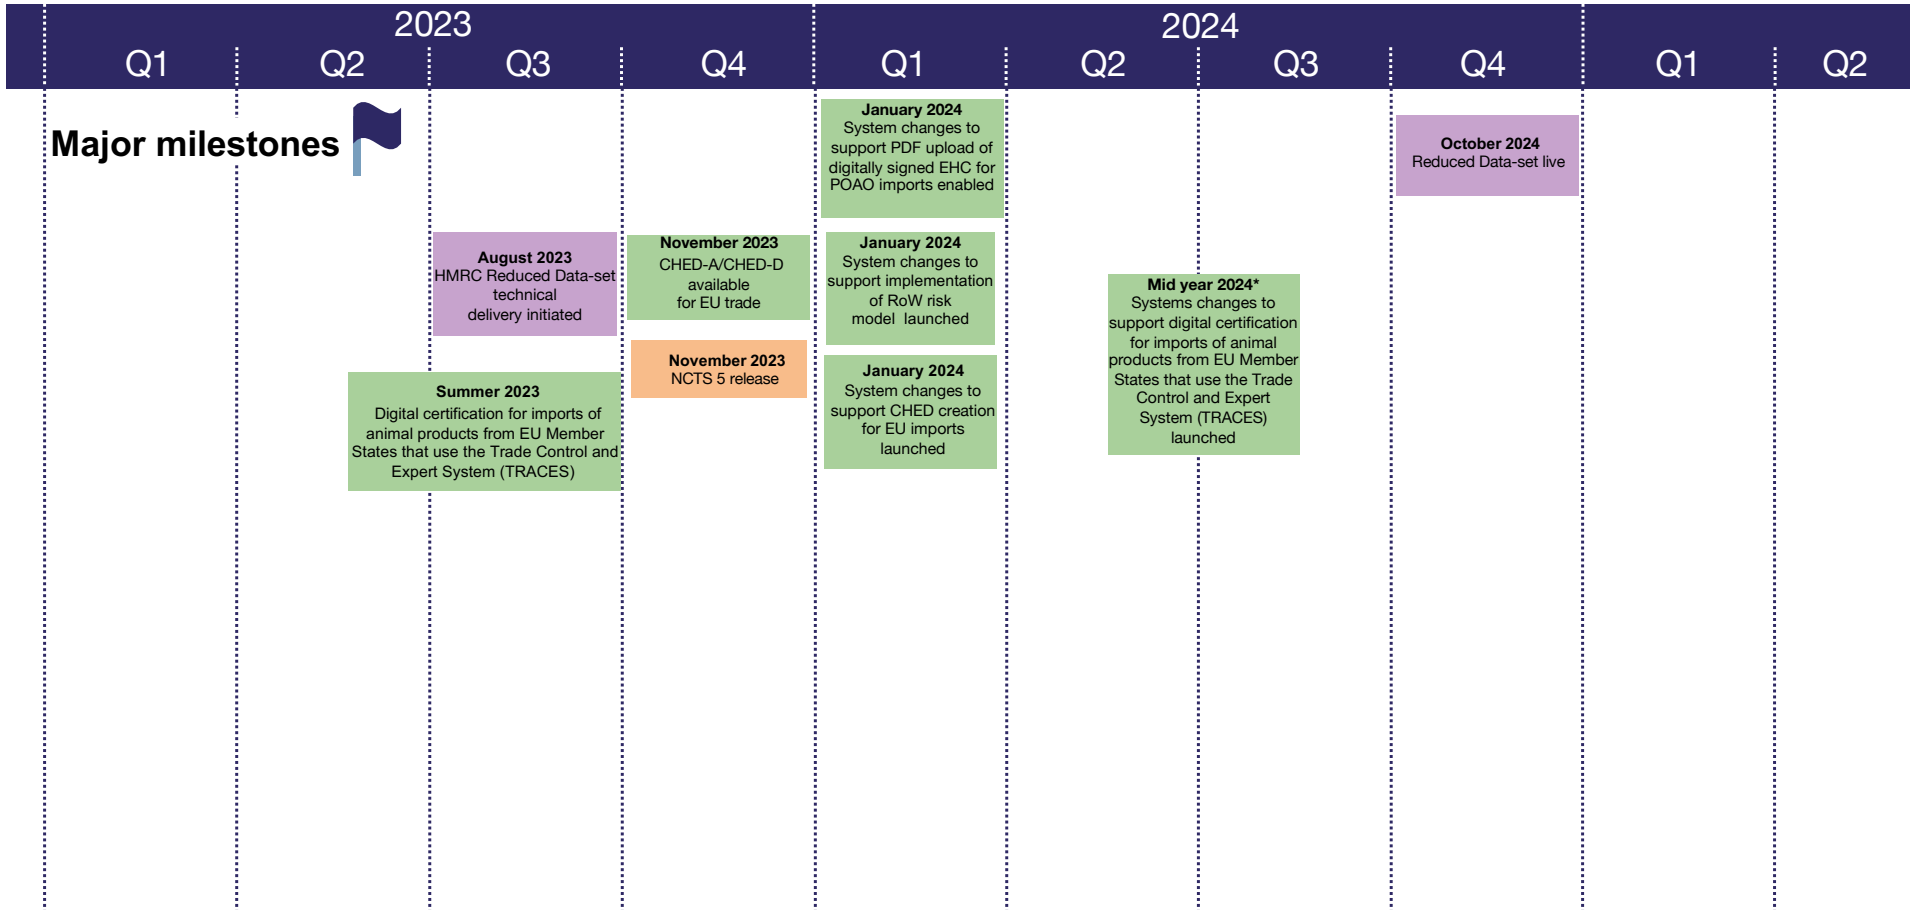 2023
2024
Q1
Q2
Q3
Q4
Q1
Q2
Q3
Q4
Q1
Q2
Major milestones
January 2024
System changes to
support PDF upload of
digitally signed EHC for
POAO imports enabled
October 2024
Reduced Data-set live
August 2023
HMRC Reduced Data-set
technical
delivery initiated
November 2023
CHED-A/CHED-D
available
for EU trade
January 2024
System changes to
support implementation
of RoW risk
model launched
Mid year 2024*
Systems changes to
support digital certification
for imports of animal
products from EU Member
States that use the Trade
Control and Expert
System (TRACES)
launched
November 2023
NCTS 5 release
January 2024
System changes to
support CHED creation
for EU imports
launched
Summer 2023
Digital certification for imports of
animal products from EU Member
States that use the Trade Control and
Expert System (TRACES)